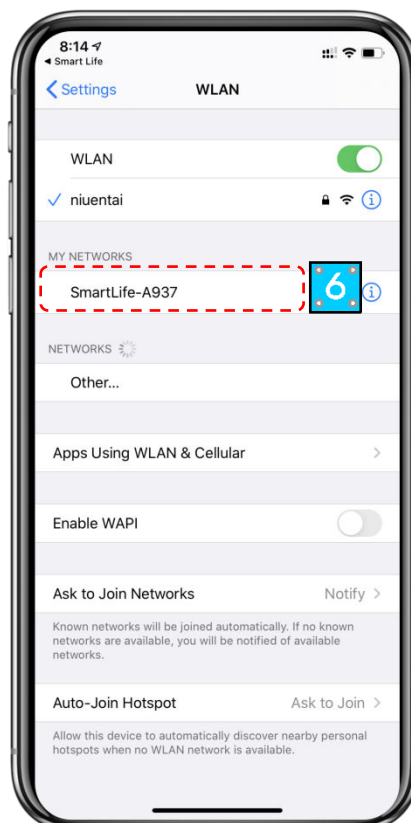 8:14
Smart Life
Settings
WLAN
WLAN
niuentai
MY NETWORKS
SmartLife-A937
6
NETWORKS
Other...
Apps Using WLAN & Cellular
Enable WAPI
Ask to Join Networks
Notify
Known networks will be joined automatically. If no known
networks are available, you will be notified of available
networks.
Auto-Join Hotspot
Ask to Join
Allow this device to automatically discover nearby personal
hotspots when no WLAN network is available.